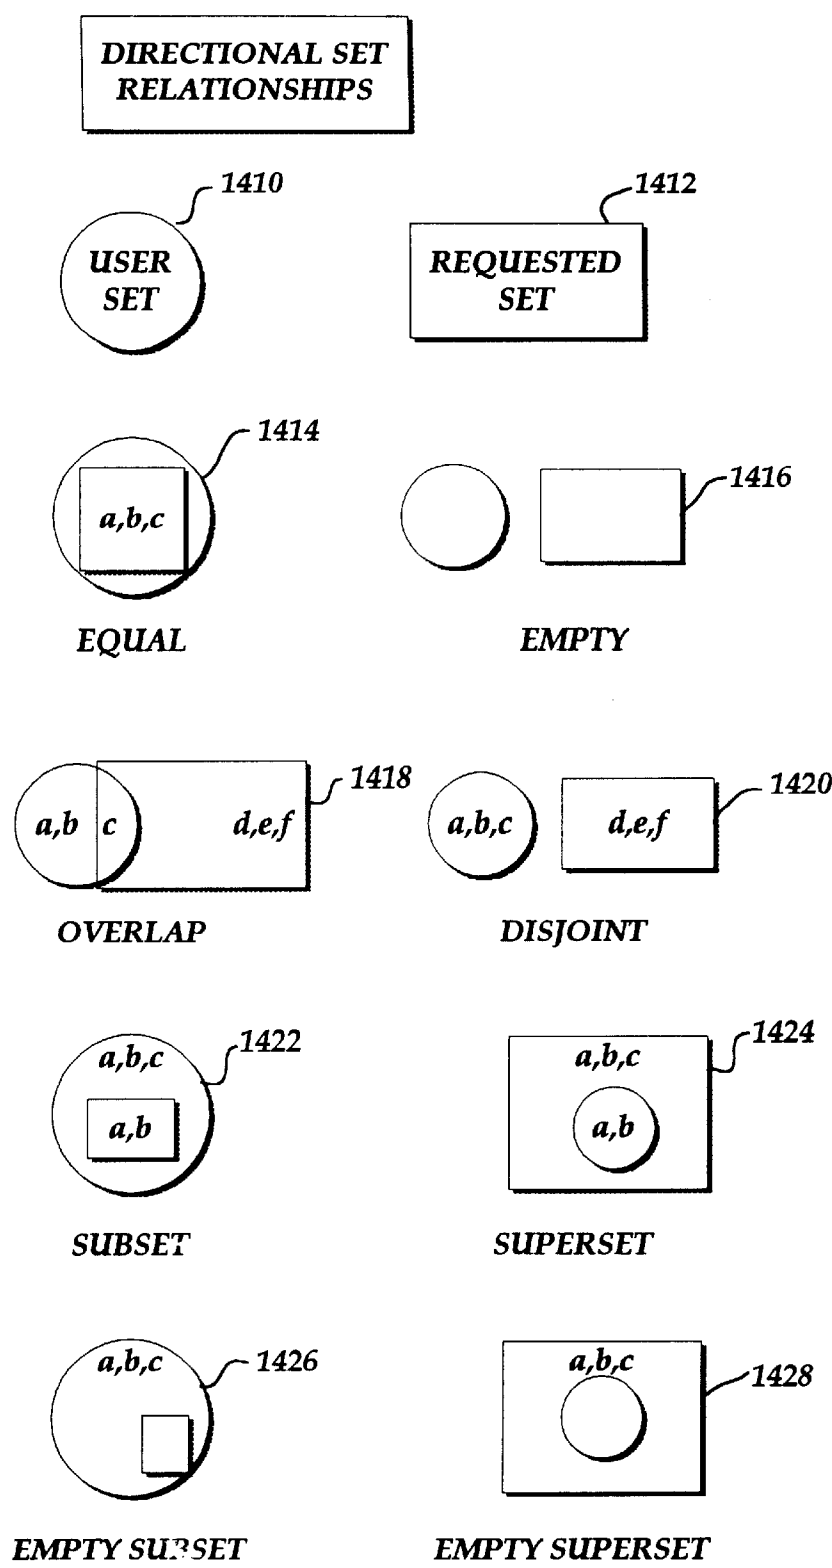 DIRECTIONAL SET
RELATIONSHIPS
1410
1412
USER
SET
REQUESTED
SET
1414
1416
a,b,c
EQUAL
EMPTY
1418
1420
a,b
c
d,e,f
a,b,c
d,e,f
OVERLAP
DISJOINT
1422
1424
a,b,c
a,b
a,b,c
a,b
SUBSET
SUPERSET
1426
1428
a,b,c
a,b,c
EMPTY SUBSET
EMPTY SUPERSET